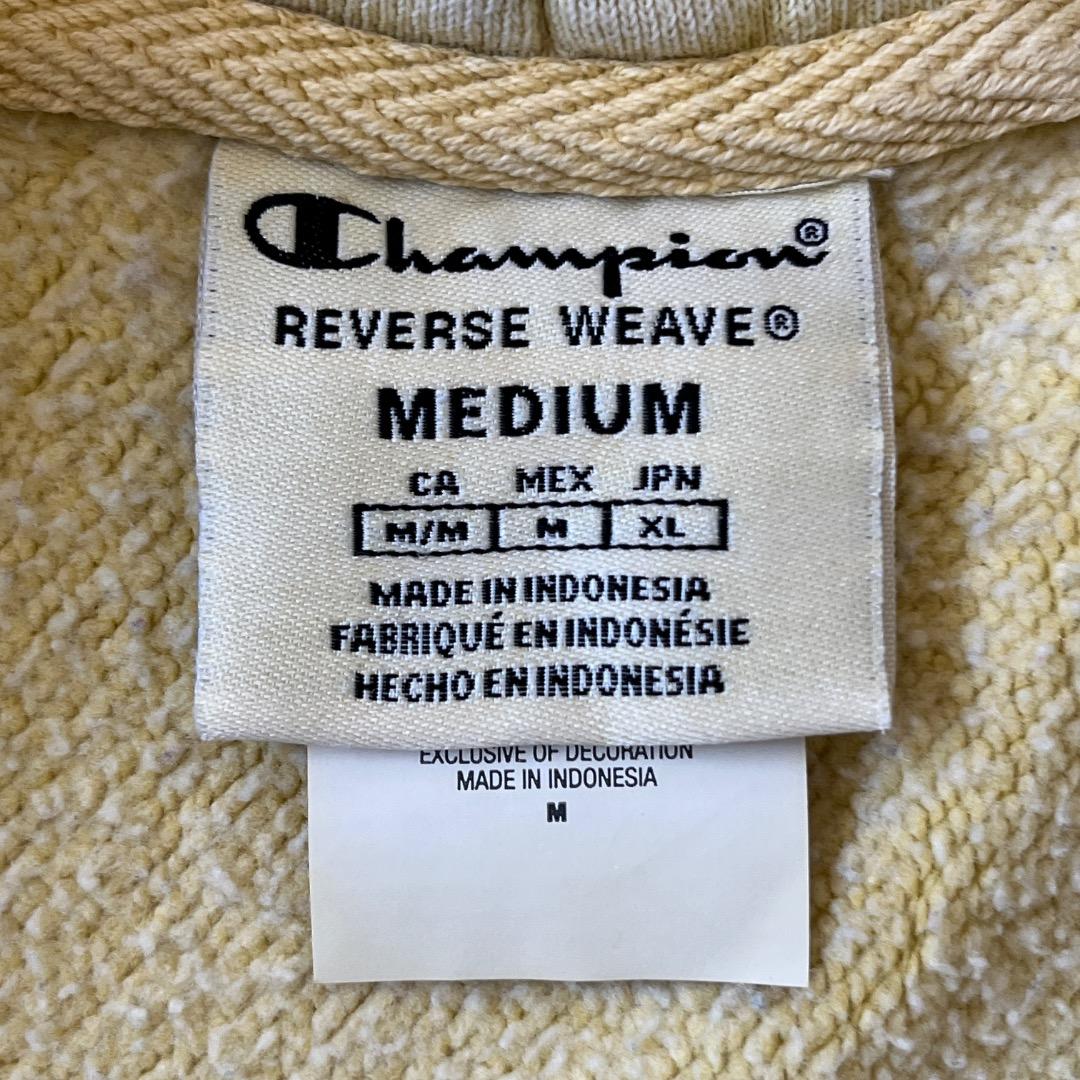 Champion®
REVERSE WEAVE®
MEDIUM
CA MEX JPN
M/M M XL
MADE IN INDONESIA
FABRIQUÉ EN INDONÉSIE
HECHO EN INDONESIA
EXCLUSIVE OF DECORATION
MADE IN INDONESIA
M